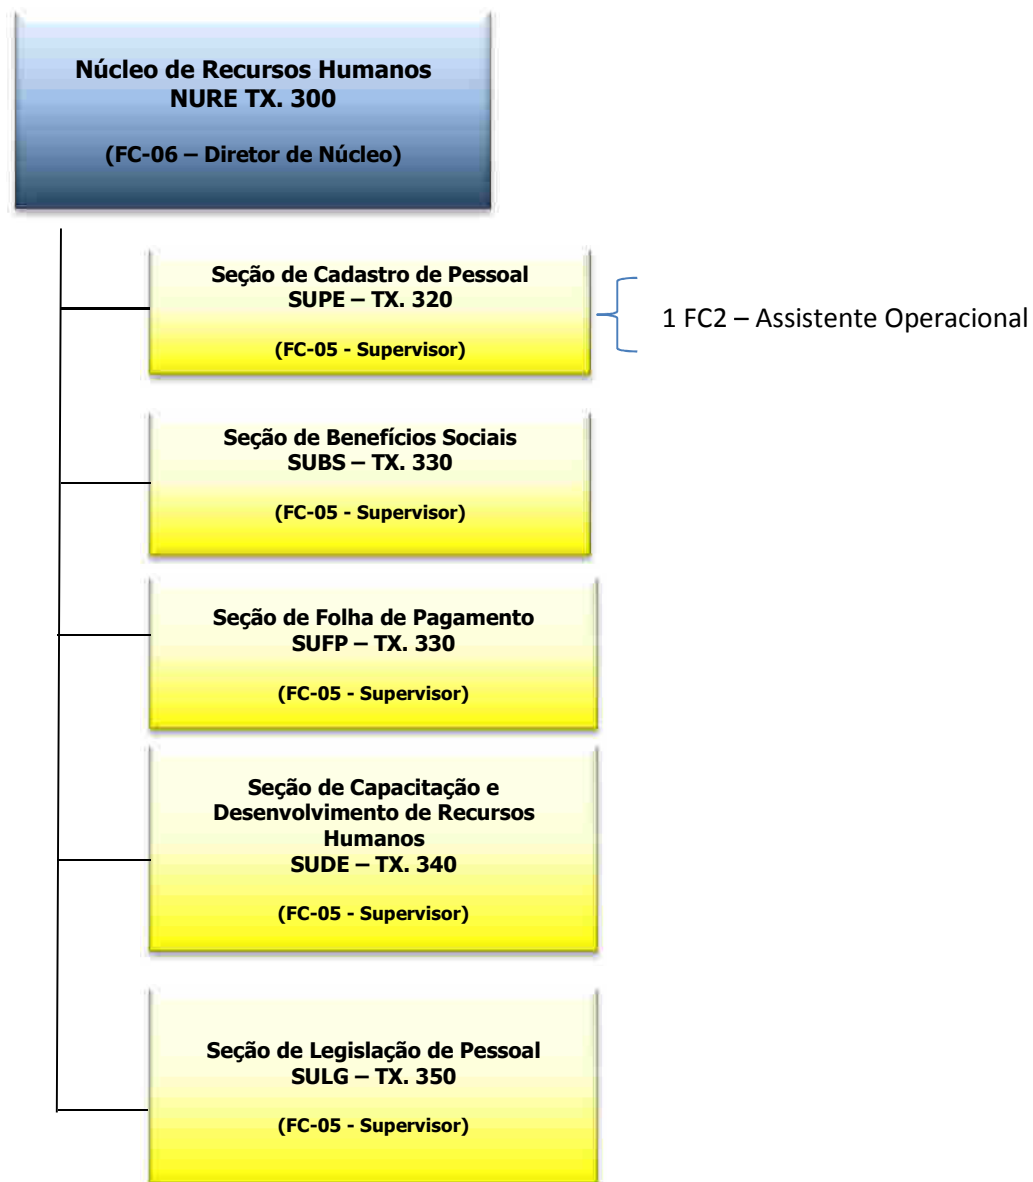 Núcleo de Recursos Humanos
NURE TX. 300
(FC-06 – Diretor de Núcleo)
Seção de Cadastro de Pessoal
SUPE – TX. 320
(FC-05 - Supervisor)
1 FC2 – Assistente Operacional
Seção de Benefícios Sociais
SUBS – TX. 330
(FC-05 - Supervisor)
Seção de Folha de Pagamento
SUFP – TX. 330
(FC-05 - Supervisor)
Seção de Capacitação e
Desenvolvimento de Recursos
Humanos
SUDE – TX. 340
(FC-05 - Supervisor)
Seção de Legislação de Pessoal
SULG – TX. 350
(FC-05 - Supervisor)